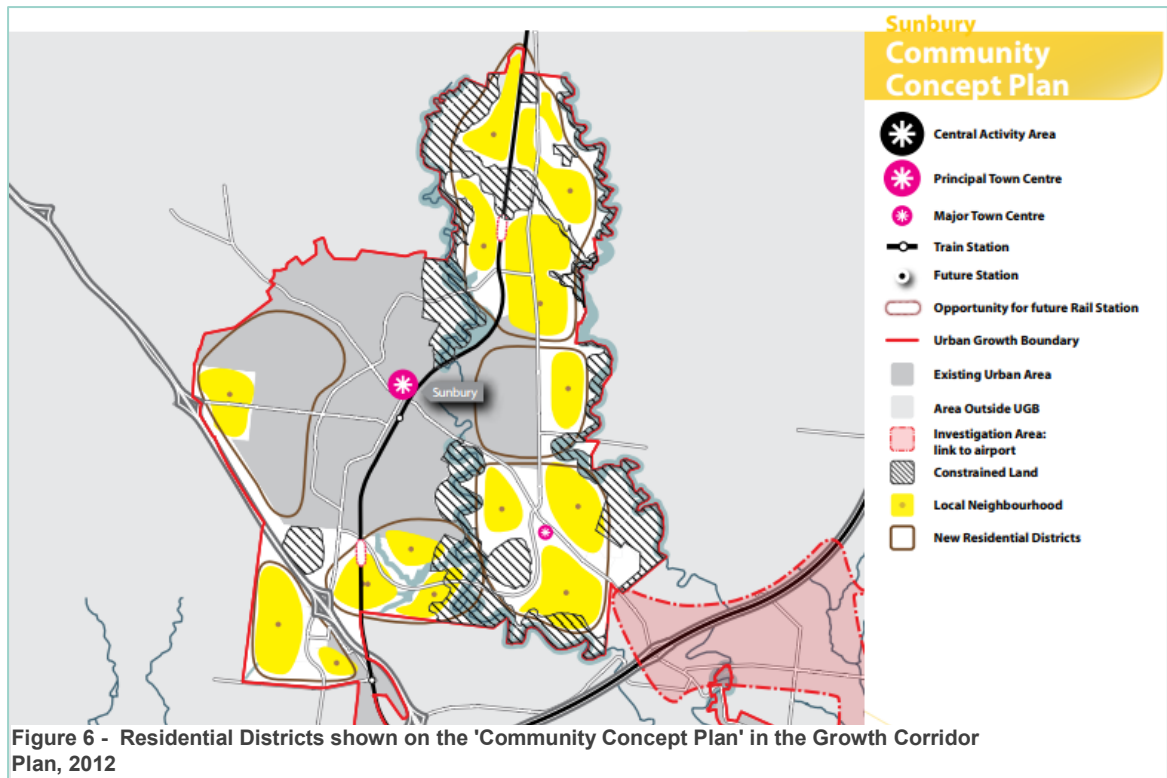 Sunbury
Community
Concept Plan
Central Activity Area
Principal Town Centre
Major Town Centre
Train Station
Future Station
Opportunity for future Rail Station
Urban Growth Boundary
Existing Urban Area
Area Outside UGB
Investigation Area:
link to airport
Constrained Land
Local Neighbourhood
New Residential Districts
Sunbury
Figure 6 - Residential Districts shown on the 'Community Concept Plan' in the Growth Corridor
Plan, 2012